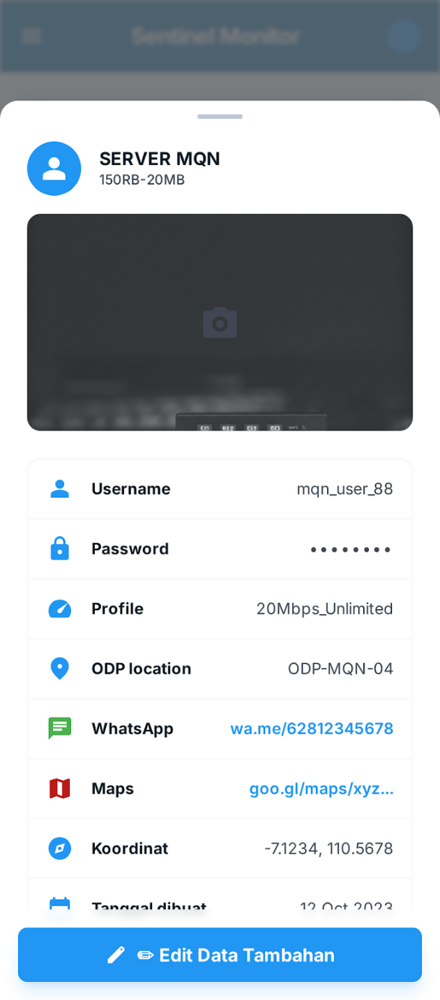 Sentinel Monitor
SERVER MQN
150RB-20MB
Username mqn_user_88
Password ••••••••
Profile 20Mbps_Unlimited
ODP location ODP-MQN-04
WhatsApp wa.me/62812345678
Maps goo.gl/maps/xyz...
Koordinat -7.1234, 110.5678
Tanggal dibuat 12 Oct 2023
✏ Edit Data Tambahan